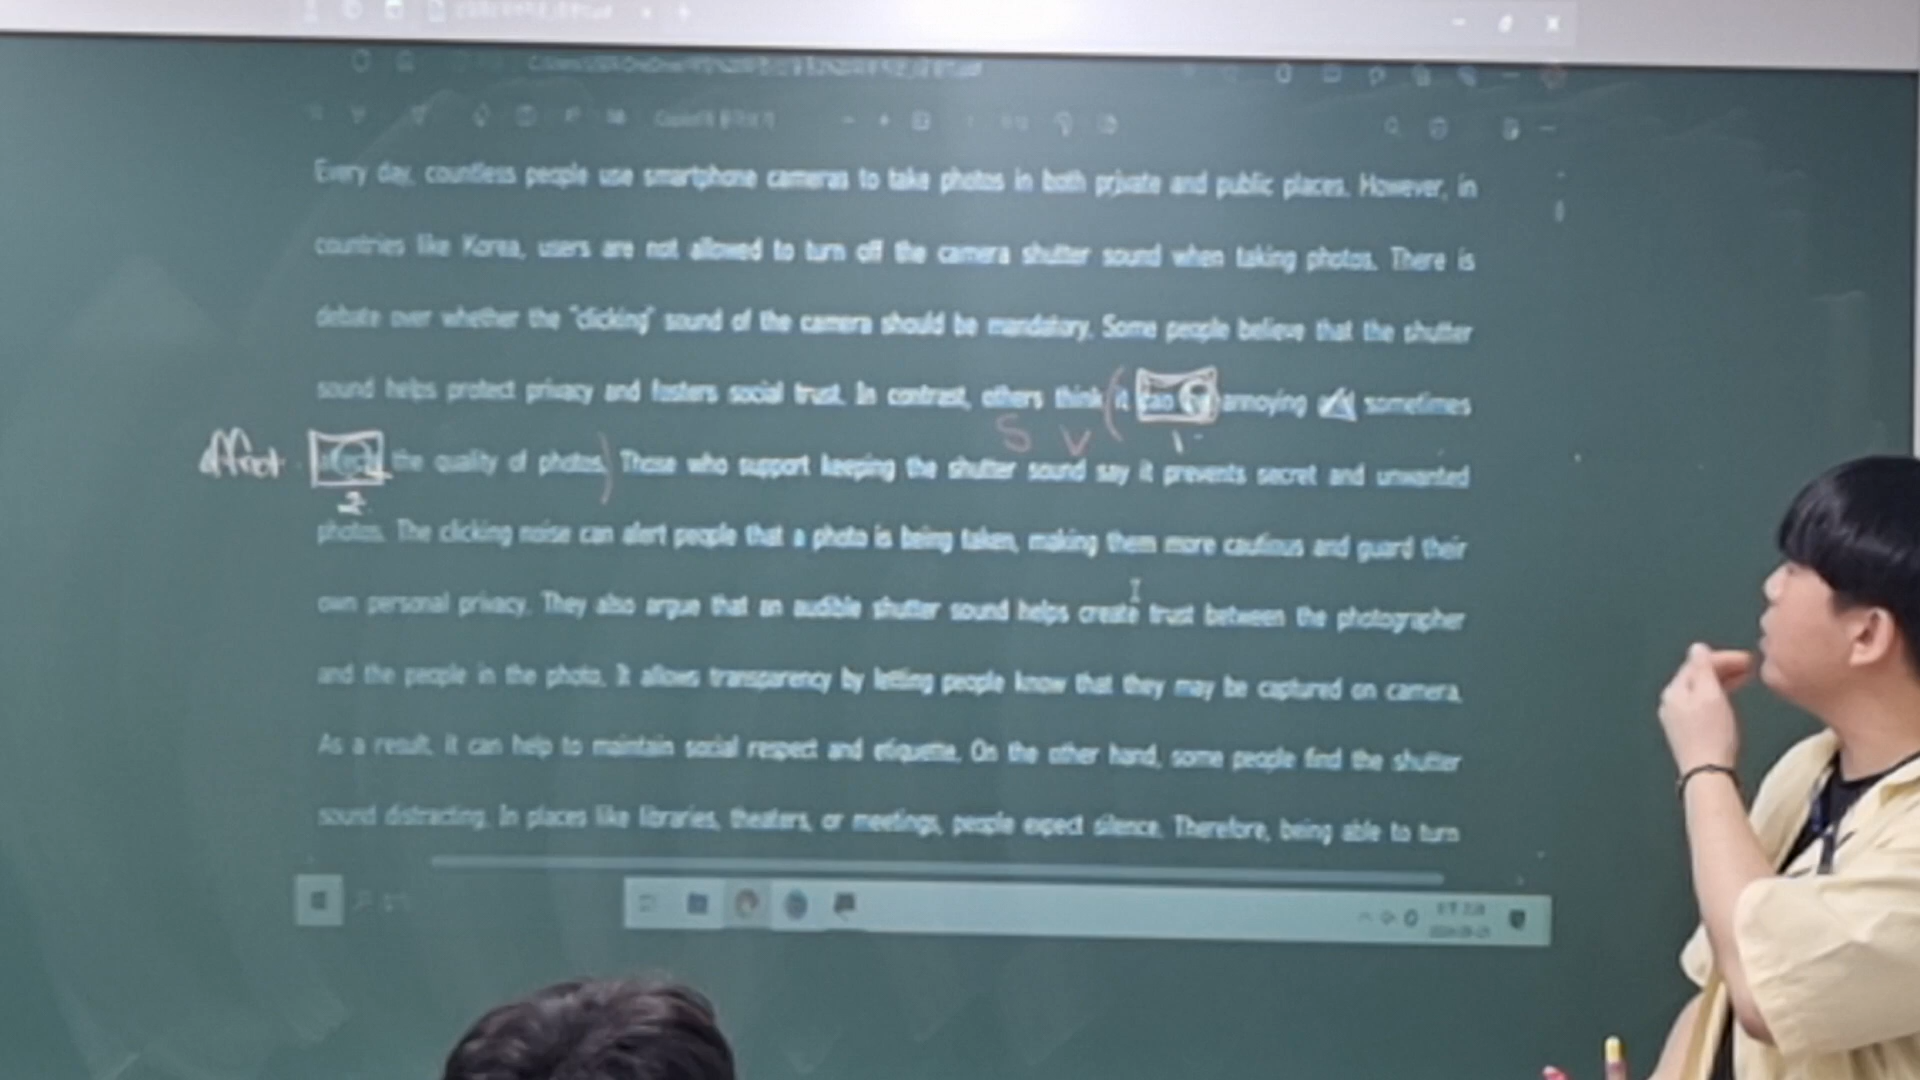 Every day, countless people use smartphone cameras to take photos in both private and public places. However, in
countries like Korea, users are not allowed to turn off the camera shutter sound when taking photos. There is
debate over whether the "clicking" sound of the camera should be mandatory. Some people believe that the shutter
sound helps protect privacy and fosters social trust. In contrast, others think it can annoying sometimes
S V 1
affect the quality of photos. Those who support keeping the shutter sound say it prevents secret and unwanted
2
photos. The clicking noise can alert people that a photo is being taken, making them more cautious and guard their
own personal privacy. They also argue that an audible shutter sound helps create trust between the photographer
and the people in the photo. It allows transparency by letting people know that they may be captured on camera.
As a result, it can help to maintain social respect and etiquette. On the other hand, some people find the shutter
sound distracting. In places like libraries, theaters, or meetings, people expect silence. Therefore, being able to turn